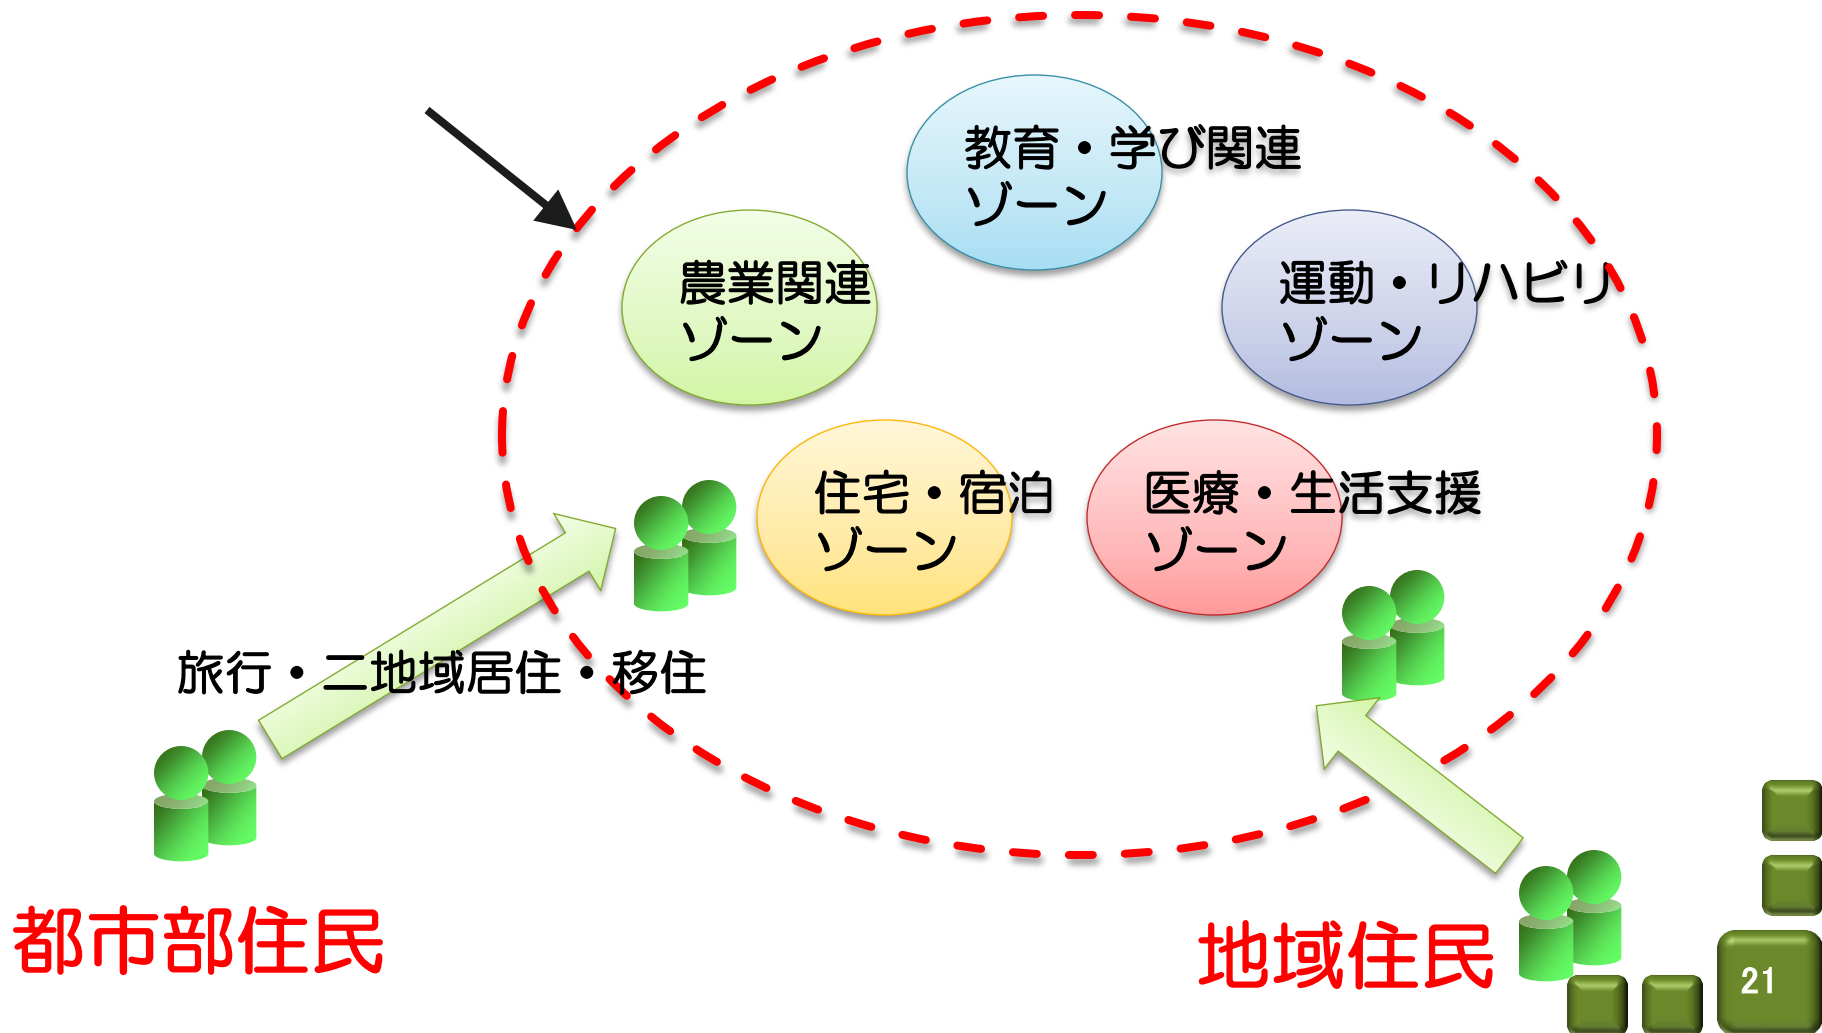 教育・学び関連
ゾーン
農業関連
ゾーン
運動・リハビリ
ゾーン
住宅・宿泊
ゾーン
医療・生活支援
ゾーン
旅行・二地域居住・移住
都市部住民
地域住民
21